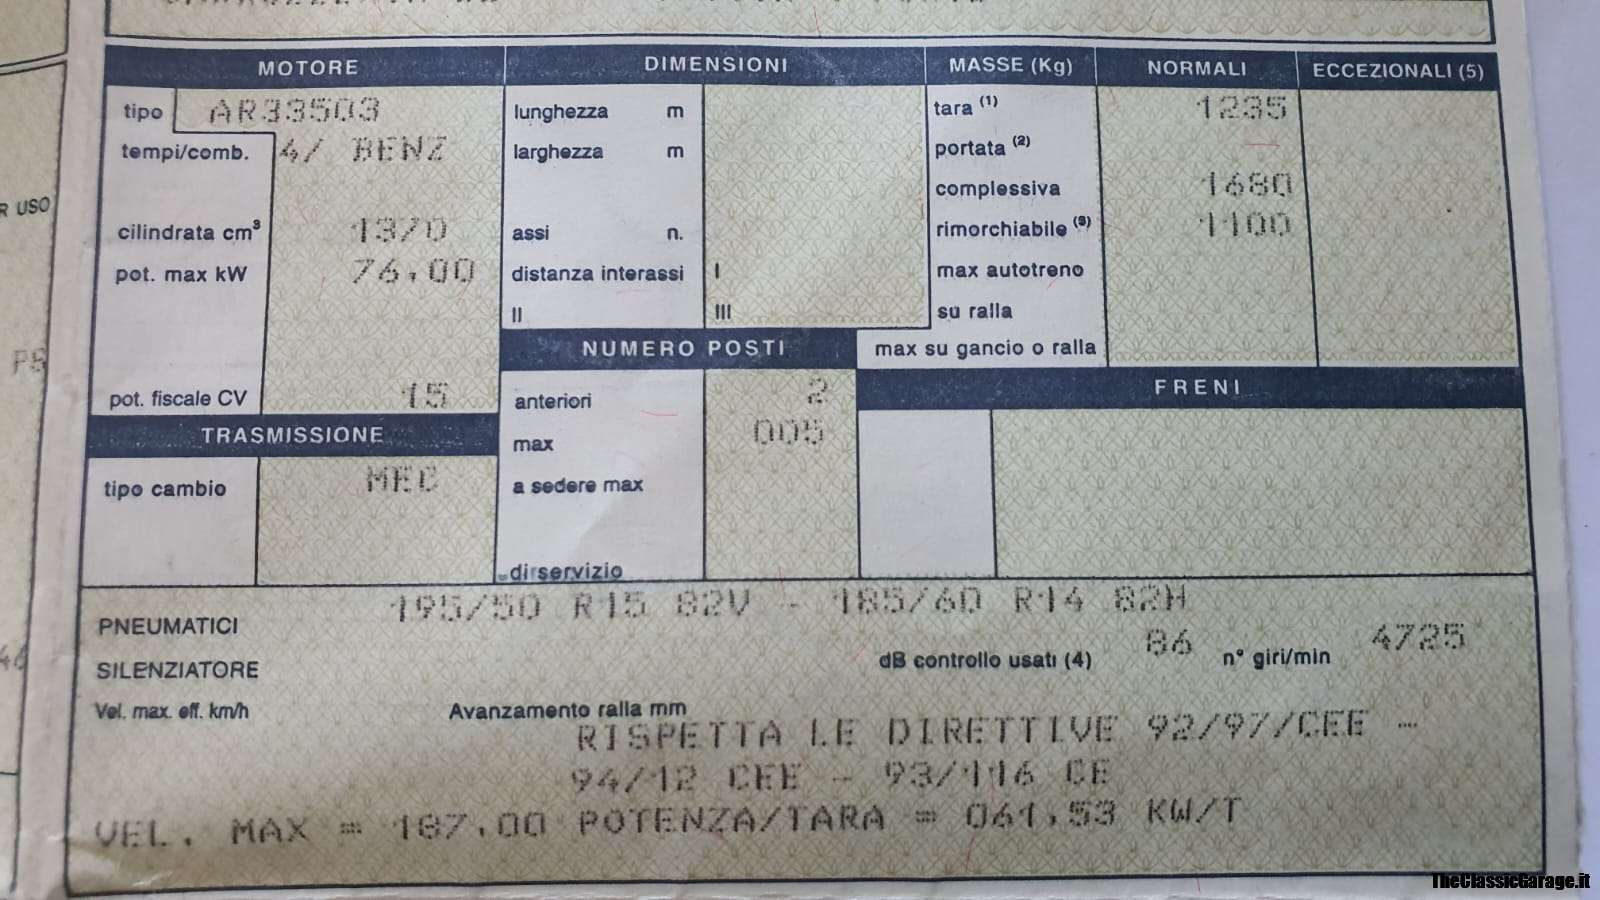 MOTORE DIMENSIONI MASSE (Kg) NORMALI ECCEZIONALI (5)
tipo AR33503 lunghezza m tara (1) 1235
tempi/comb. 4/ BENZ larghezza m portata (2)
complessiva 1680
R USO
cilindrata cm³ 1370 assi n. rimorchiabile (3) 1100
pot. max kW 76.00 distanza interassi I max autotreno
II III su ralla
NUMERO POSTI max su gancio o ralla
PS
FRENI
pot. fiscale CV 15 anteriori 2
TRASMISSIONE max 005
tipo cambio MEC a sedere max
di servizio
195/50 R15 82V - 185/60 R14 82H
PNEUMATICI
SILENZIATORE dB controllo usati (4) 86 n° giri/min 4725
46
Vel. max. eff. km/h Avanzamento ralla mm
RISPETTA LE DIRETTIVE 92/97/CEE -
94/12 CEE - 93/116 CE
VEL. MAX = 187.00 POTENZA/TARA = 061,53 KW/T
TheClassicGarage.it